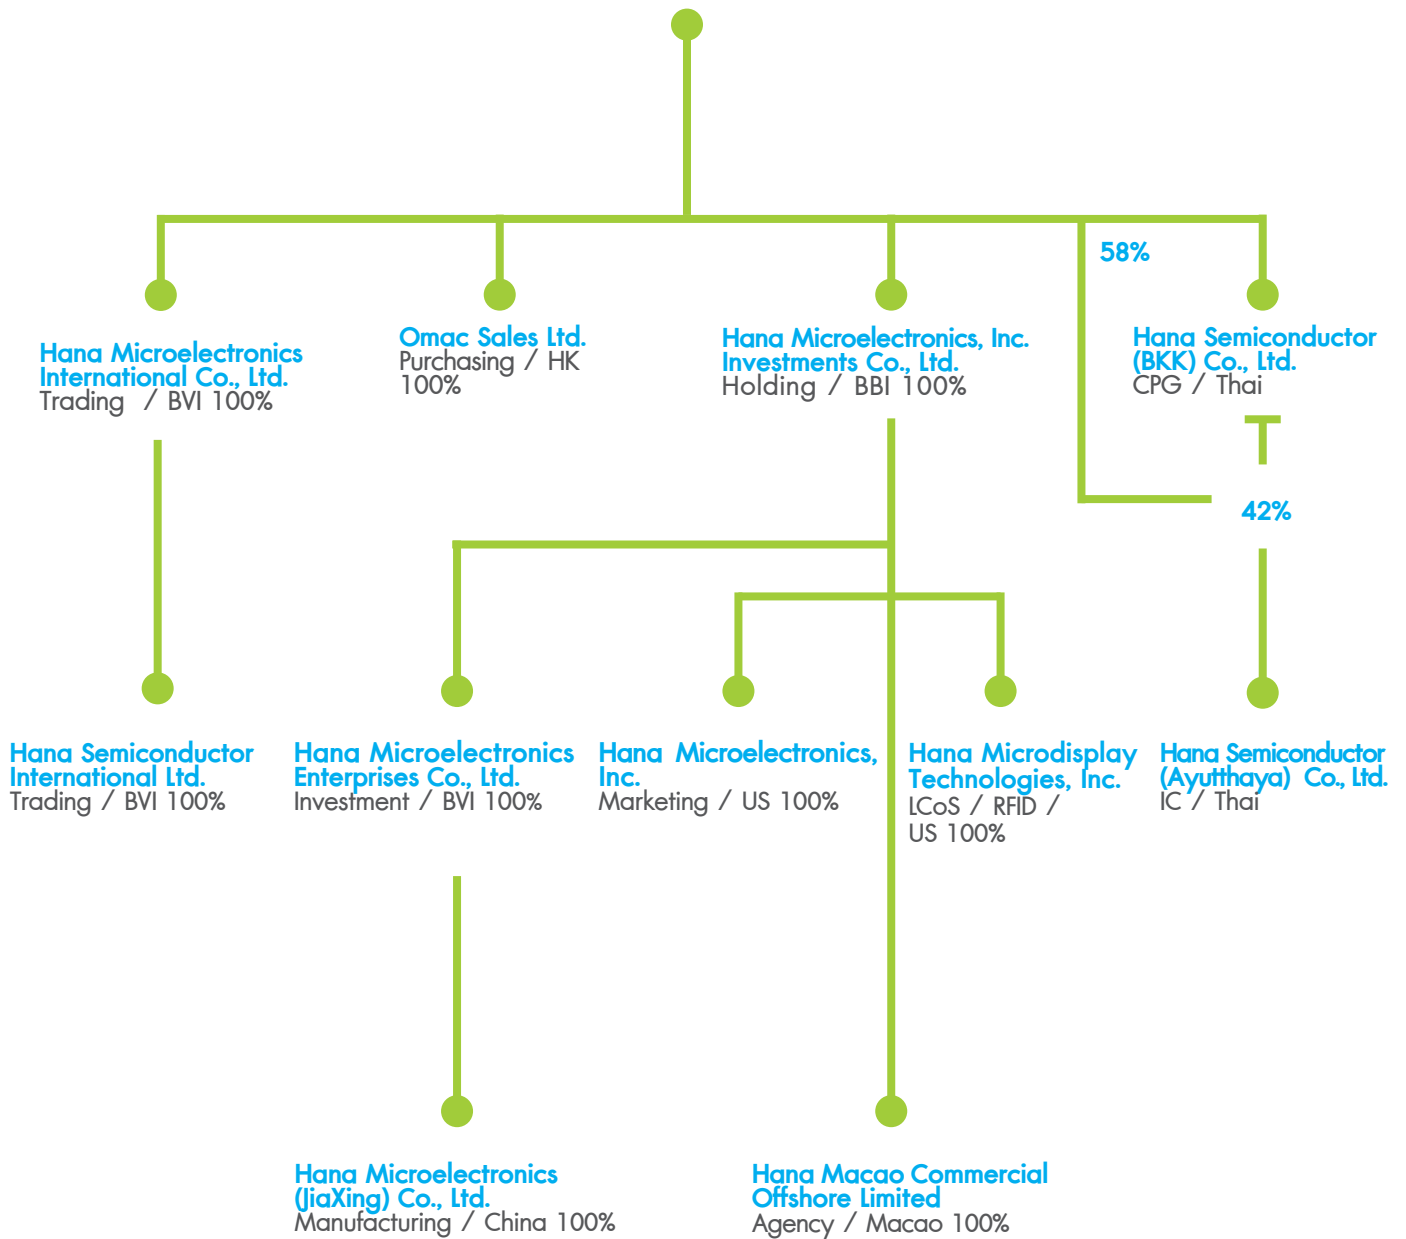 58%
Hana Microelectronics
International Co., Ltd.
Trading / BVI 100%
Omac Sales Ltd.
Purchasing / HK
100%
Hana Microelectronics, Inc.
Investments Co., Ltd.
Holding / BBI 100%
Hana Semiconductor
(BKK) Co., Ltd.
CPG / Thai
42%
Hana Semiconductor
International Ltd.
Trading / BVI 100%
Hana Microelectronics
Enterprises Co., Ltd.
Investment / BVI 100%
Hana Microelectronics,
Inc.
Marketing / US 100%
Hana Microdisplay
Technologies, Inc.
LCoS / RFID /
US 100%
Hana Semiconductor
(Ayutthaya) Co., Ltd.
IC / Thai
Hana Microelectronics
(JiaXing) Co., Ltd.
Manufacturing / China 100%
Hana Macao Commercial
Offshore Limited
Agency / Macao 100%